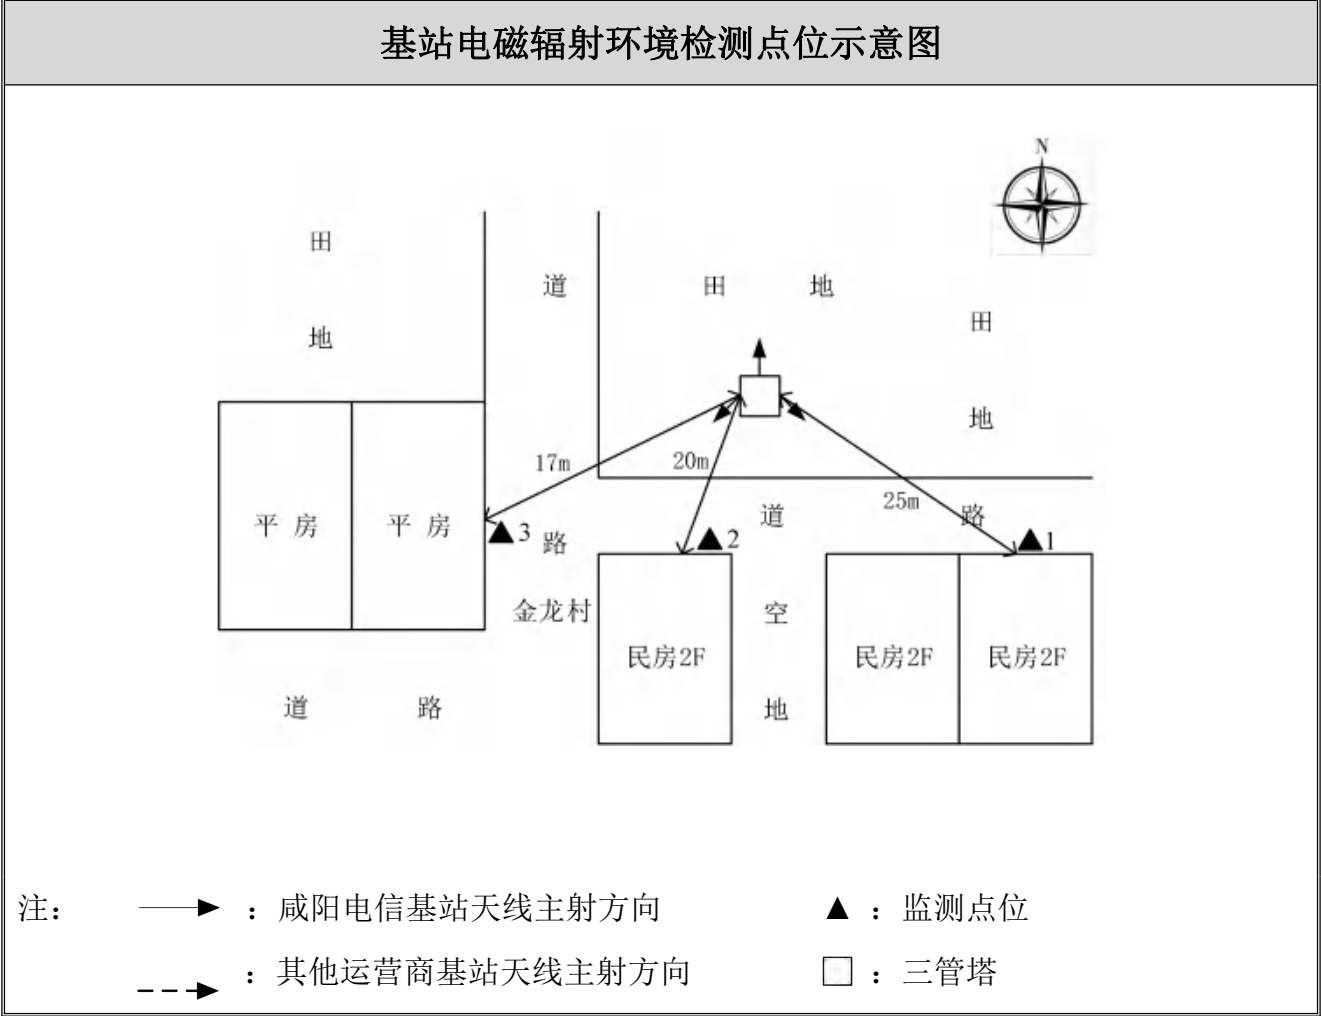 基站电磁辐射环境检测点位示意图
N
田
地
道
田 地
田
地
17m
20m
25m
平 房
平 房
3
路
2
道
路
1
金龙村
空
地
民房2F
民房2F
民房2F
道 路
注：
：咸阳电信基站天线主射方向
▲：监测点位
：其他运营商基站天线主射方向
：三管塔